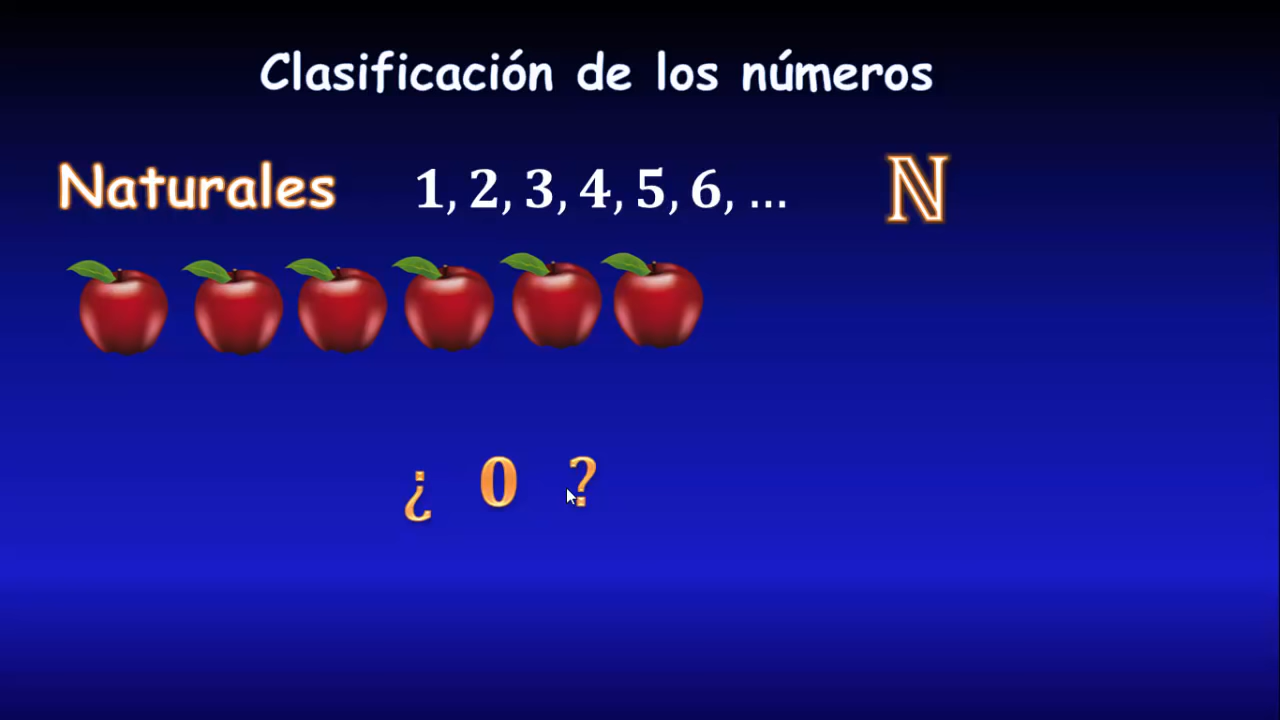 Clasificación de los números
Naturales 1, 2, 3, 4, 5, 6, ... ℕ
¿ 0 ?